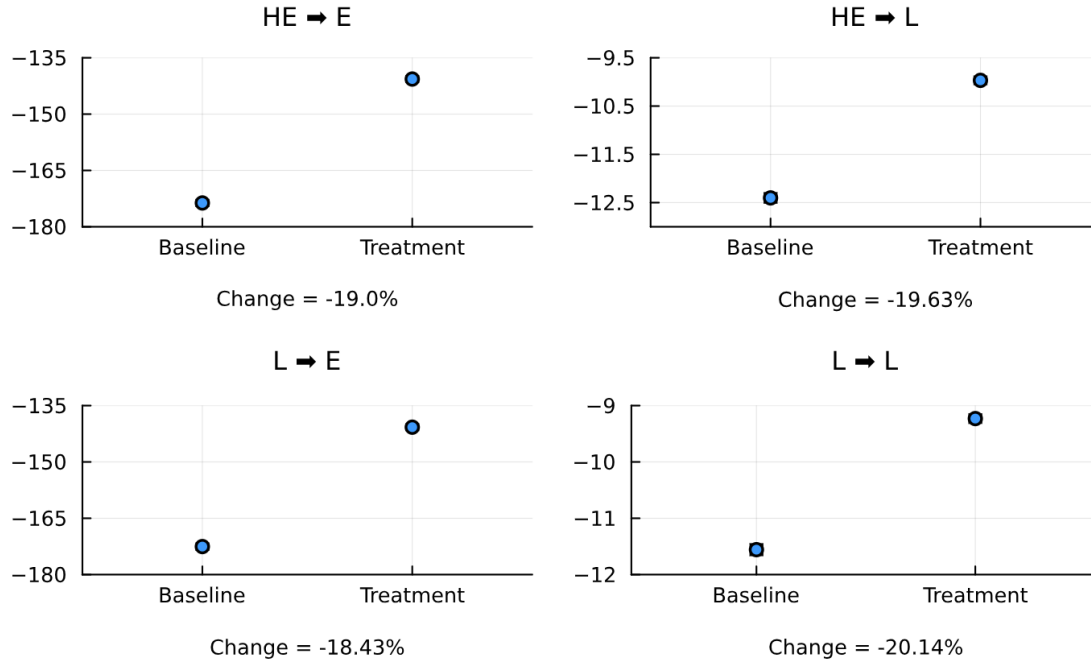 HE ➡ E
−135
−150
−165
−180
Baseline Treatment
Change = -19.0%
HE ➡ L
−9.5
−10.5
−11.5
−12.5
Baseline Treatment
Change = -19.63%
L ➡ E
−135
−150
−165
−180
Baseline Treatment
Change = -18.43%
L ➡ L
−9
−10
−11
−12
Baseline Treatment
Change = -20.14%